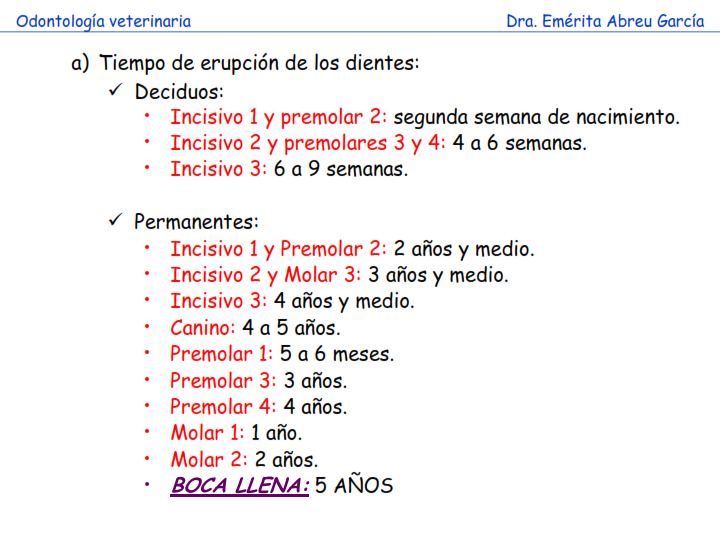 Odontología veterinaria
Dra. Emérita Abreu García
a) Tiempo de erupción de los dientes:
✓ Deciduos:
• Incisivo 1 y premolar 2: segunda semana de nacimiento.
• Incisivo 2 y premolares 3 y 4: 4 a 6 semanas.
• Incisivo 3: 6 a 9 semanas.
✓ Permanentes:
• Incisivo 1 y Premolar 2: 2 años y medio.
• Incisivo 2 y Molar 3: 3 años y medio.
• Incisivo 3: 4 años y medio.
• Canino: 4 a 5 años.
• Premolar 1: 5 a 6 meses.
• Premolar 3: 3 años.
• Premolar 4: 4 años.
• Molar 1: 1 año.
• Molar 2: 2 años.
• BOCA LLENA: 5 AÑOS